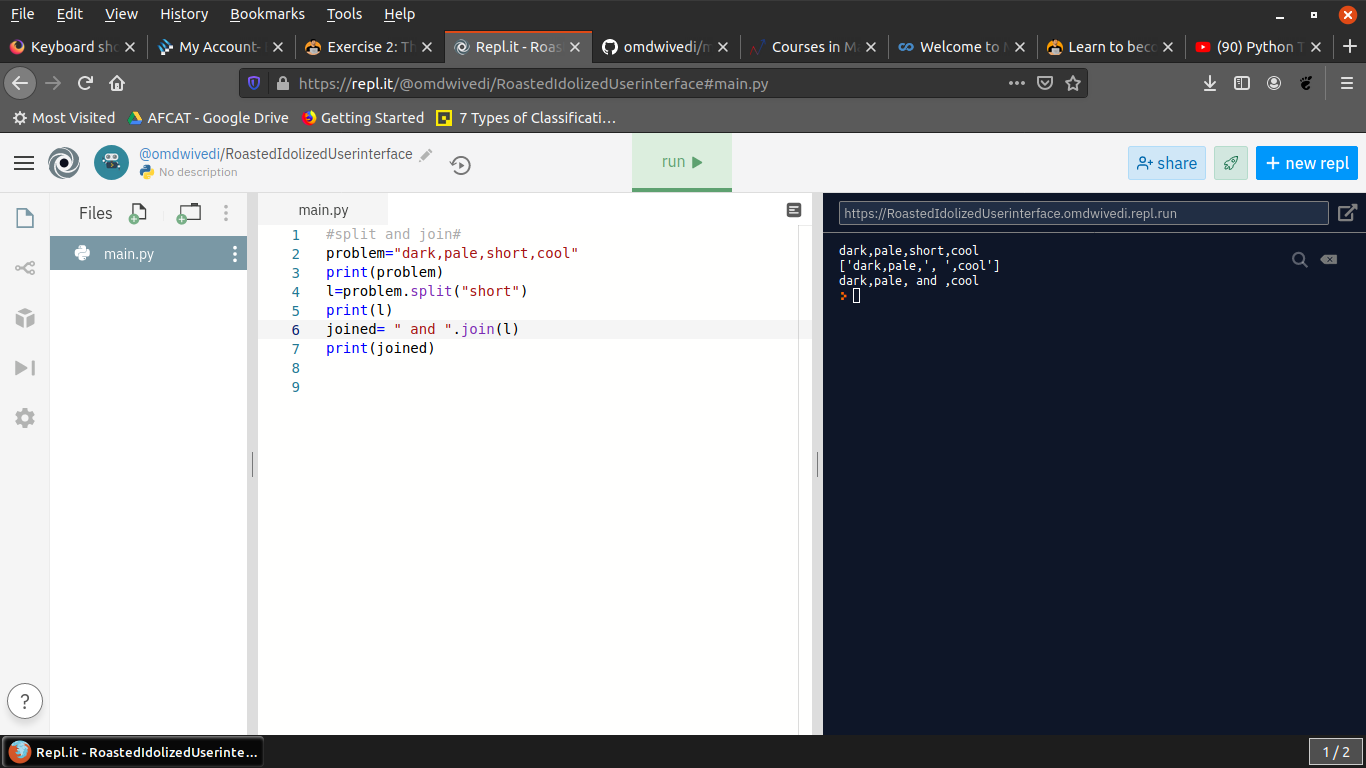 File Edit View History Bookmarks Tools Help
Keyboard sho My Account- Exercise 2: Th Repl.it - Roas omdwivedi/m Courses in Ma Welcome to M Learn to beco (90) Python T
https://repl.it/@omdwivedi/RoastedIdolizedUserinterface#main.py
Most Visited AFCAT - Google Drive Getting Started 7 Types of Classificati…
@omdwivedi/RoastedIdolizedUserinterface
No description
run
share
+ new repl
Files
main.py
main.py
1 #split and join#
2 problem="dark,pale,short,cool"
3 print(problem)
4 l=problem.split("short")
5 print(l)
6 joined= " and ".join(l)
7 print(joined)
8
9
https://RoastedIdolizedUserinterface.omdwivedi.repl.run
dark,pale,short,cool
['dark,pale,', ',cool']
dark,pale, and ,cool
?
Repl.it - RoastedIdolizedUserinte...
1 / 2